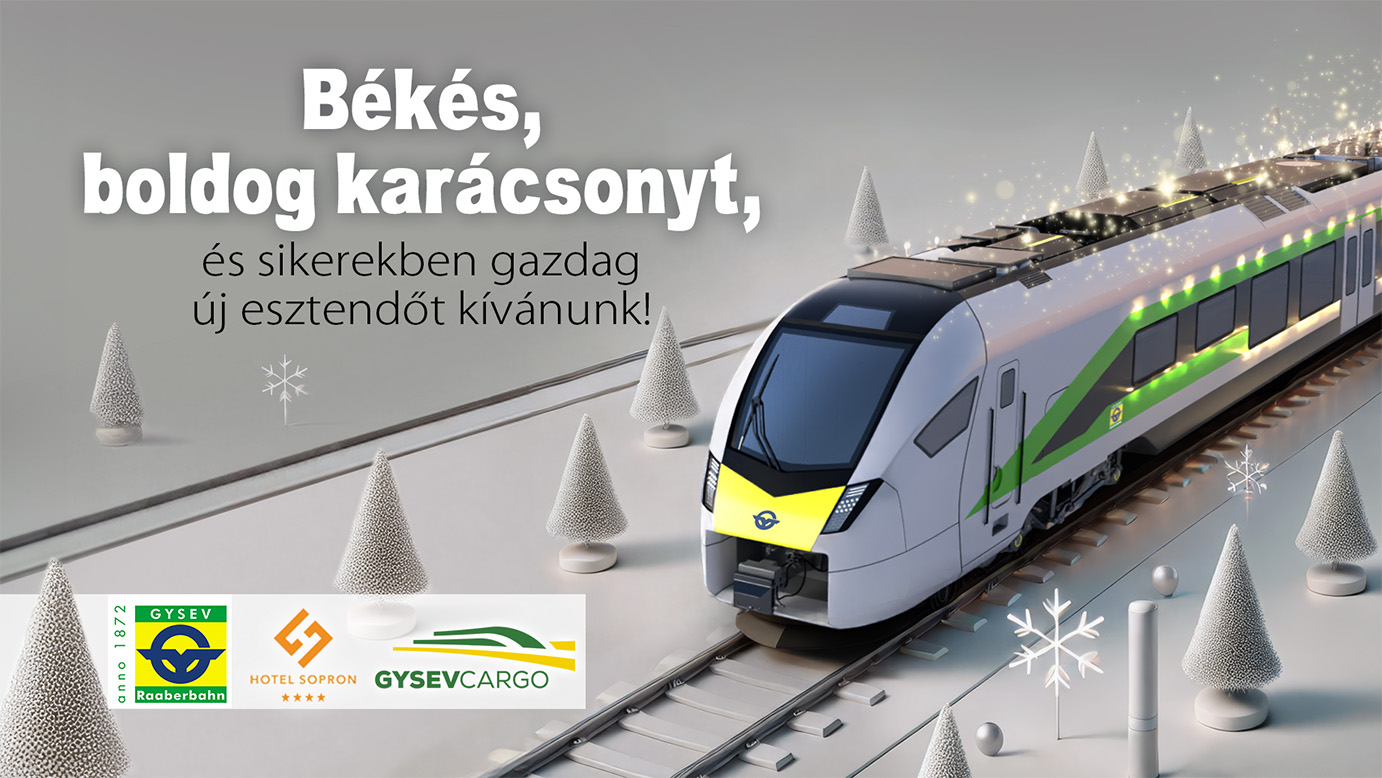 Békés,
boldog karácsonyt,
és sikerekben gazdag
új esztendőt kívánunk!
anno 1872
GYSEV
Raaberbahn
HOTEL SOPRON
GYSEVCARGO